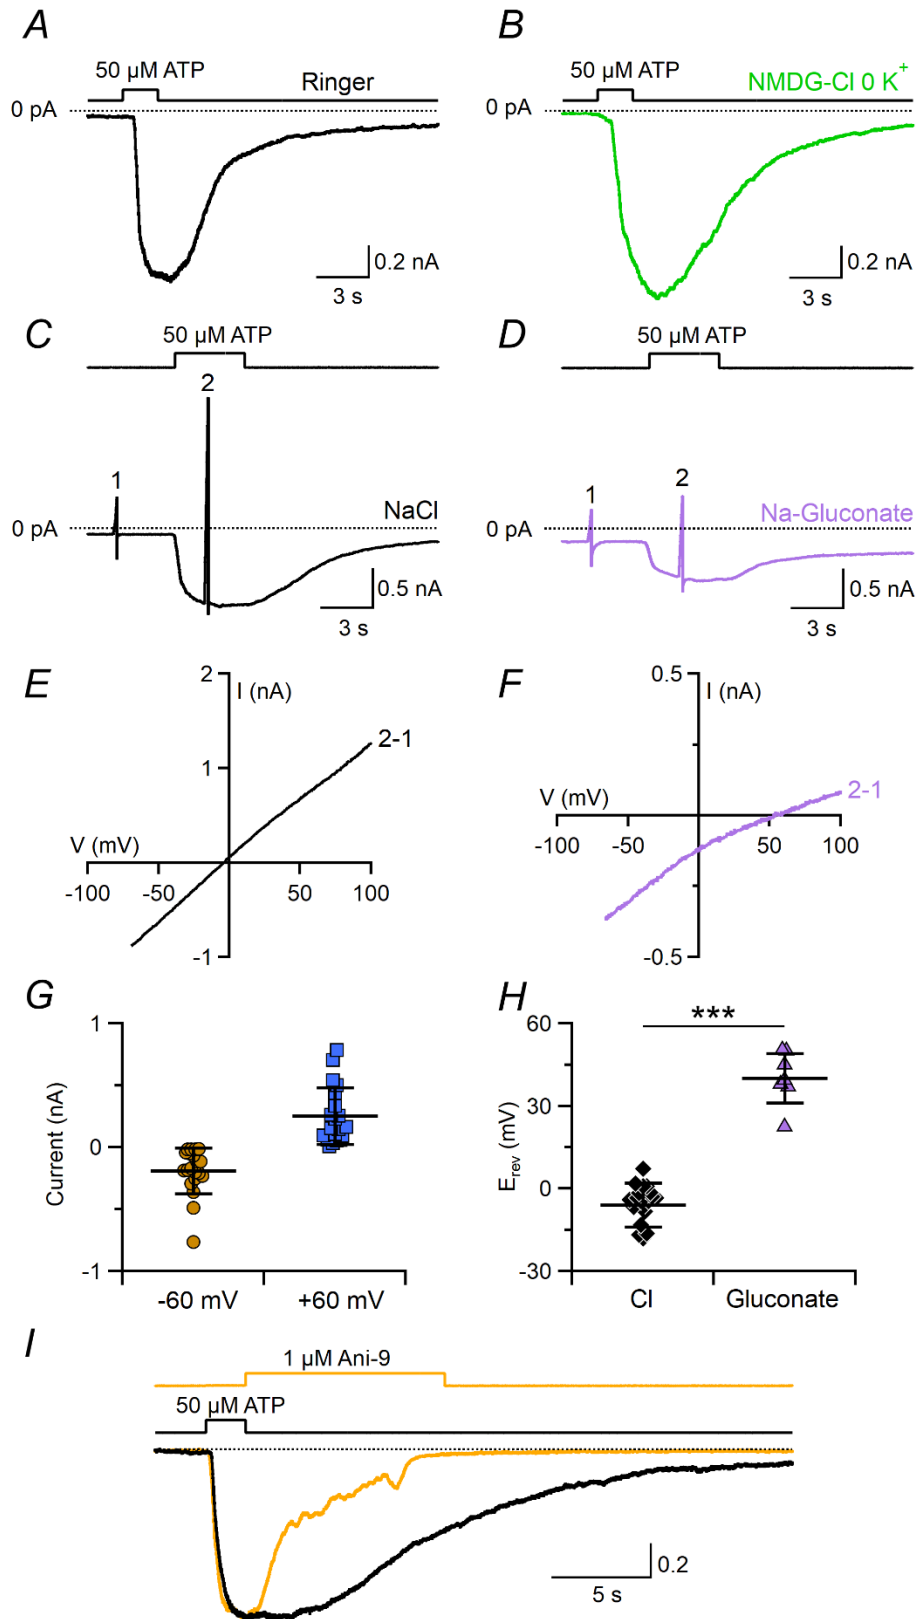 A
50 µM ATP
Ringer
0 pA
0.2 nA
3 s
B
50 µM ATP
NMDG-Cl 0 K+
0.2 nA
3 s
C
50 µM ATP
2
1
NaCl
0 pA
0.5 nA
3 s
D
50 µM ATP
2
1
Na-Gluconate
0.5 nA
3 s
E
2
I (nA)
2-1
1
V (mV)
-100
-50
50
100
-1
F
0.5
I (nA)
V (mV)
2-1
-100
-50
50
100
-0.5
G
1
Current (nA)
0
-1
-60 mV
+60 mV
H
***
60
30
Erev (mV)
0
-30
Cl
Gluconate
I
1 µM Ani-9
50 µM ATP
0.2
5 s